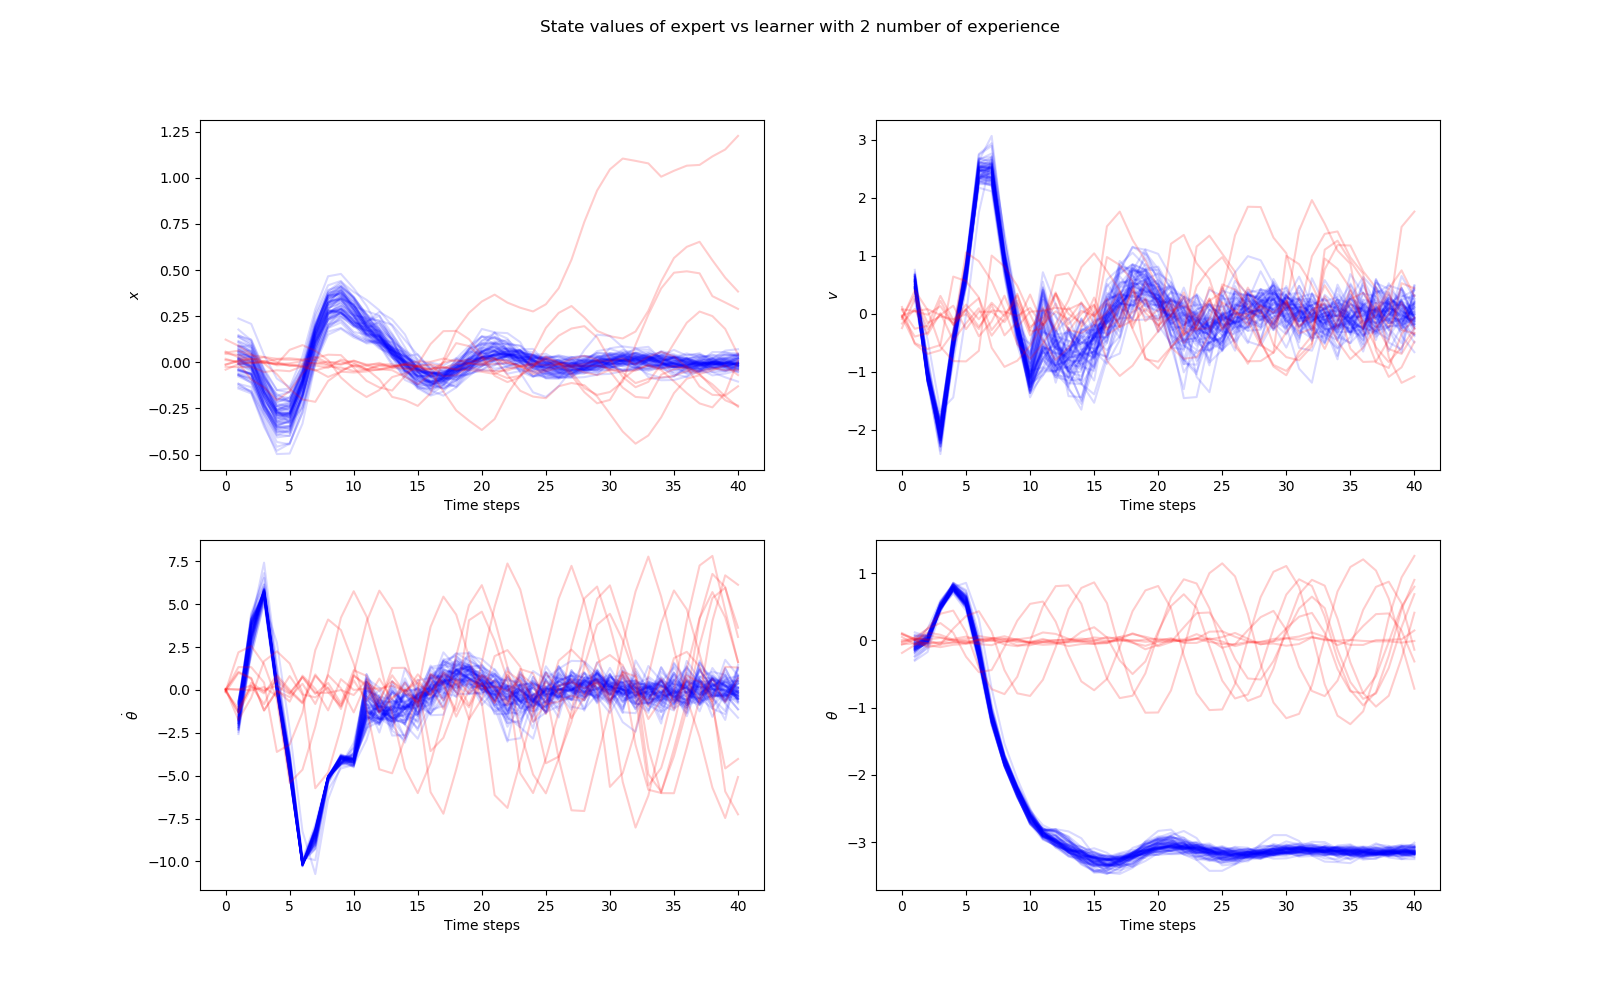 State values of expert vs learner with 2 number of experience
1.25
1.00
0.75
0.50
0.25
0.00
−0.25
−0.50
x
0 5 10 15 20 25 30 35 40
Time steps
3
2
1
0
−1
−2
v
0 5 10 15 20 25 30 35 40
Time steps
7.5
5.0
2.5
0.0
−2.5
−5.0
−7.5
−10.0
θ̇
0 5 10 15 20 25 30 35 40
Time steps
1
0
−1
−2
−3
θ
0 5 10 15 20 25 30 35 40
Time steps